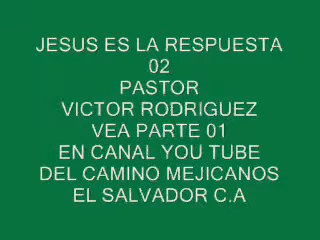 JESUS ES LA RESPUESTA
02
PASTOR
VICTOR RODRIGUEZ
VEA PARTE 01
EN CANAL YOU TUBE
DEL CAMINO MEJICANOS
EL SALVADOR C.A